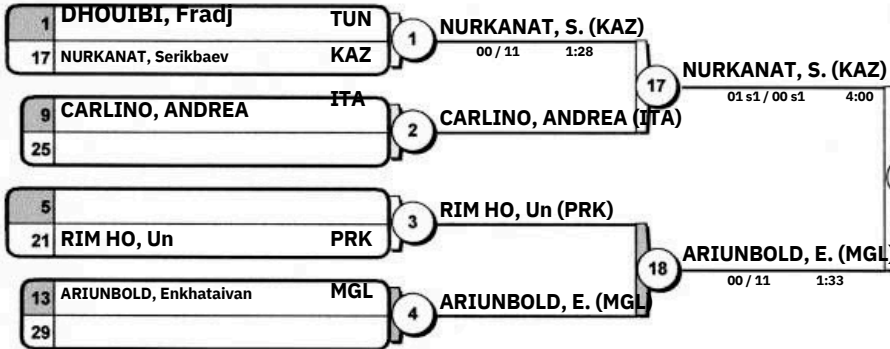 1 DHOUIBI, Fradj TUN
17 NURKANAT, Serikbaev KAZ
1
NURKANAT, S. (KAZ)
00 / 11 1:28
9 CARLINO, ANDREA ITA
25
2
CARLINO, ANDREA (ITA)
17
NURKANAT, S. (KAZ)
01 s1 / 00 s1 4:00
5
21 RIM HO, Un PRK
3
RIM HO, Un (PRK)
13 ARIUNBOLD, Enkhataivan MGL
29
4
ARIUNBOLD, E. (MGL)
18
ARIUNBOLD, E. (MGL)
00 / 11 1:33